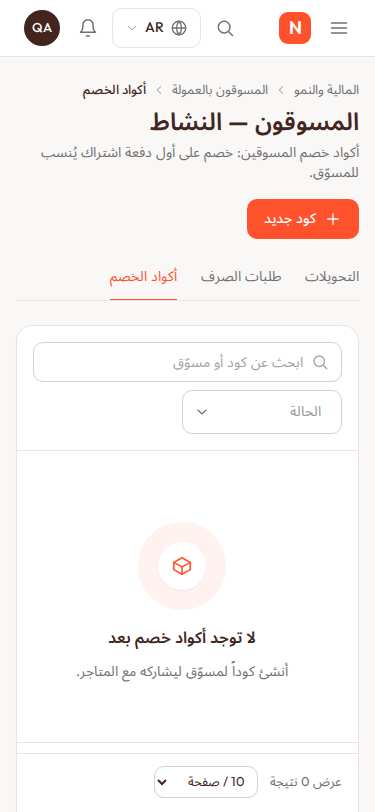 N
AR
QA
المالية والنمو
المسوقون بالعمولة
أكواد الخصم
المسوقون — النشاط
أكواد خصم المسوقين: خصم على أول دفعة اشتراك يُنسب
للمسوّق.
كود جديد
التحويلات
طلبات الصرف
أكواد الخصم
ابحث عن كود أو مسوّق
الحالة
لا توجد أكواد خصم بعد
أنشئ كوداً لمسوّق ليشاركه مع المتاجر.
عرض 0 نتيجة
10 / صفحة